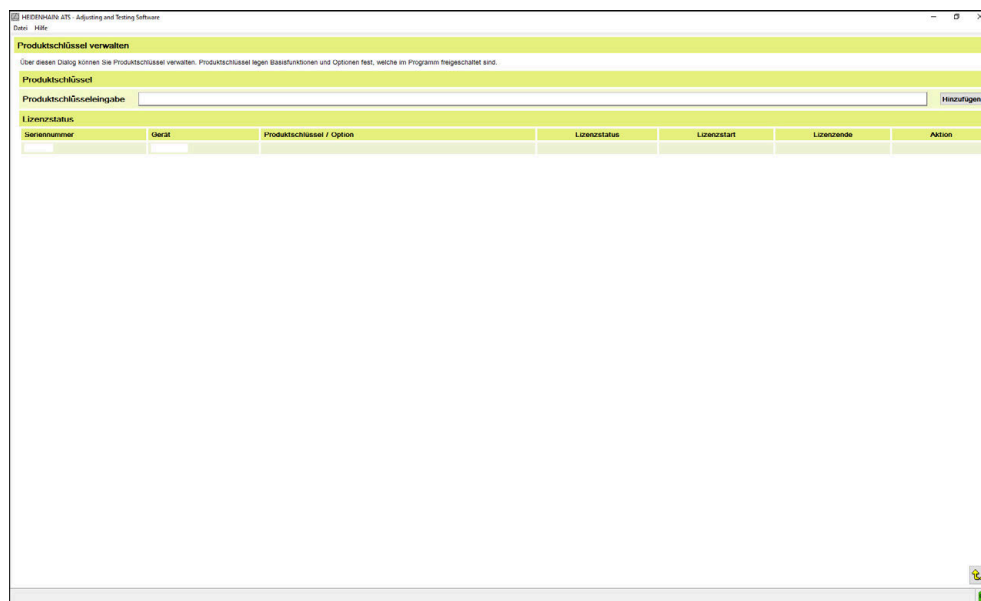 HEIDENHAIN: ATS - Adjusting and Testing Software
Datei Hilfe
Produktschlüssel verwalten
Über diesen Dialog können Sie Produktschlüssel verwalten. Produktschlüssel legen Basisfunktionen und Optionen fest, welche im Programm freigeschaltet sind.
Produktschlüssel
Produktschlüsseleingabe Hinzufügen
Lizenzstatus
Seriennummer Gerät Produktschlüssel / Option Lizenzstatus Lizenzstart Lizenzende Aktion